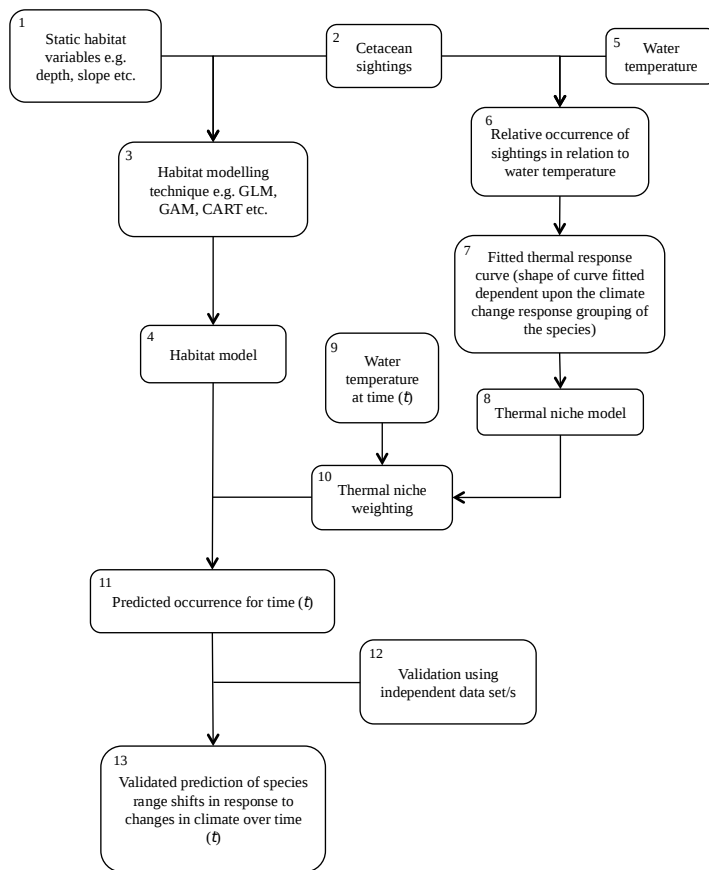 1
Static habitat
variables e.g.
depth, slope etc.
2
Cetacean
sightings
5
Water
temperature
3
Habitat modelling
technique e.g. GLM,
GAM, CART etc.
6
Relative occurrence of
sightings in relation to
water temperature
7
Fitted thermal response
curve (shape of curve fitted
dependent upon the climate
change response grouping of
the species)
4
Habitat model
9
Water
temperature
at time (t)
8
Thermal niche model
10
Thermal niche
weighting
11
Predicted occurrence for time (t)
12
Validation using
independent data set/s
13
Validated prediction of species
range shifts in response to
changes in climate over time
(t)